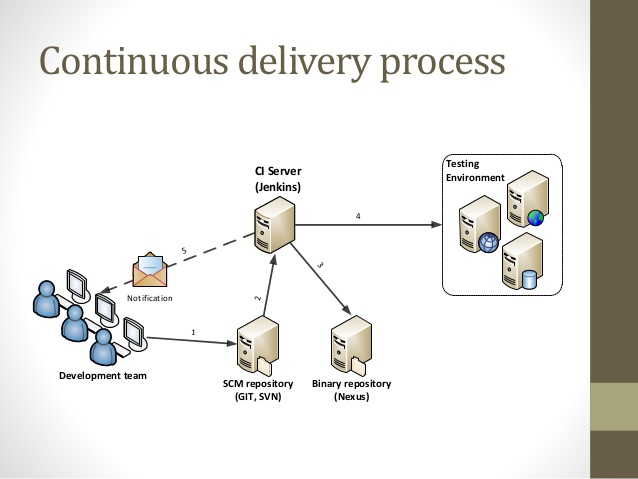 Continuous delivery process
CI Server
(Jenkins)
Testing
Environment
4
5
3
Notification
2
1
Development team
SCM repository
(GIT, SVN)
Binary repository
(Nexus)